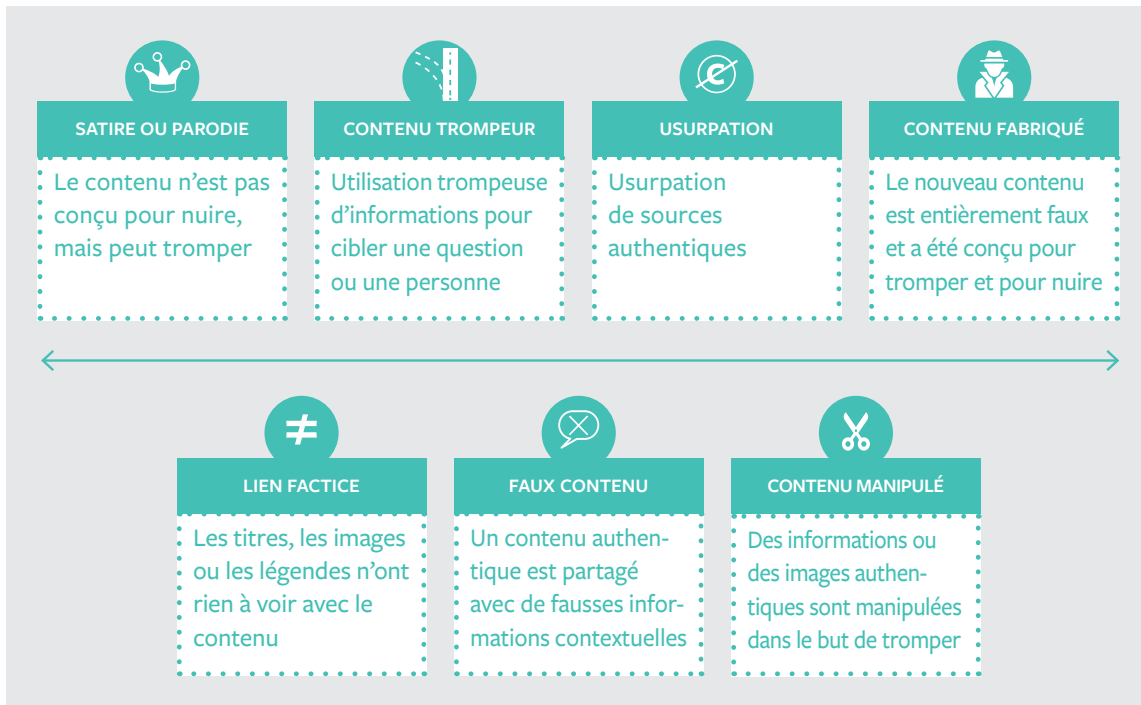 SATIRE OU PARODIE
Le contenu n’est pas
conçu pour nuire,
mais peut tromper
CONTENU TROMPEUR
Utilisation trompeuse
d’informations pour
cibler une question
ou une personne
USURPATION
Usurpation
de sources
authentiques
CONTENU FABRIQUÉ
Le nouveau contenu
est entièrement faux
et a été conçu pour
tromper et pour nuire
LIEN FACTICE
Les titres, les images
ou les légendes n’ont
rien à voir avec le
contenu
FAUX CONTENU
Un contenu authen-
tique est partagé
avec de fausses infor-
mations contextuelles
CONTENU MANIPULÉ
Des informations ou
des images authen-
tiques sont manipulées
dans le but de tromper